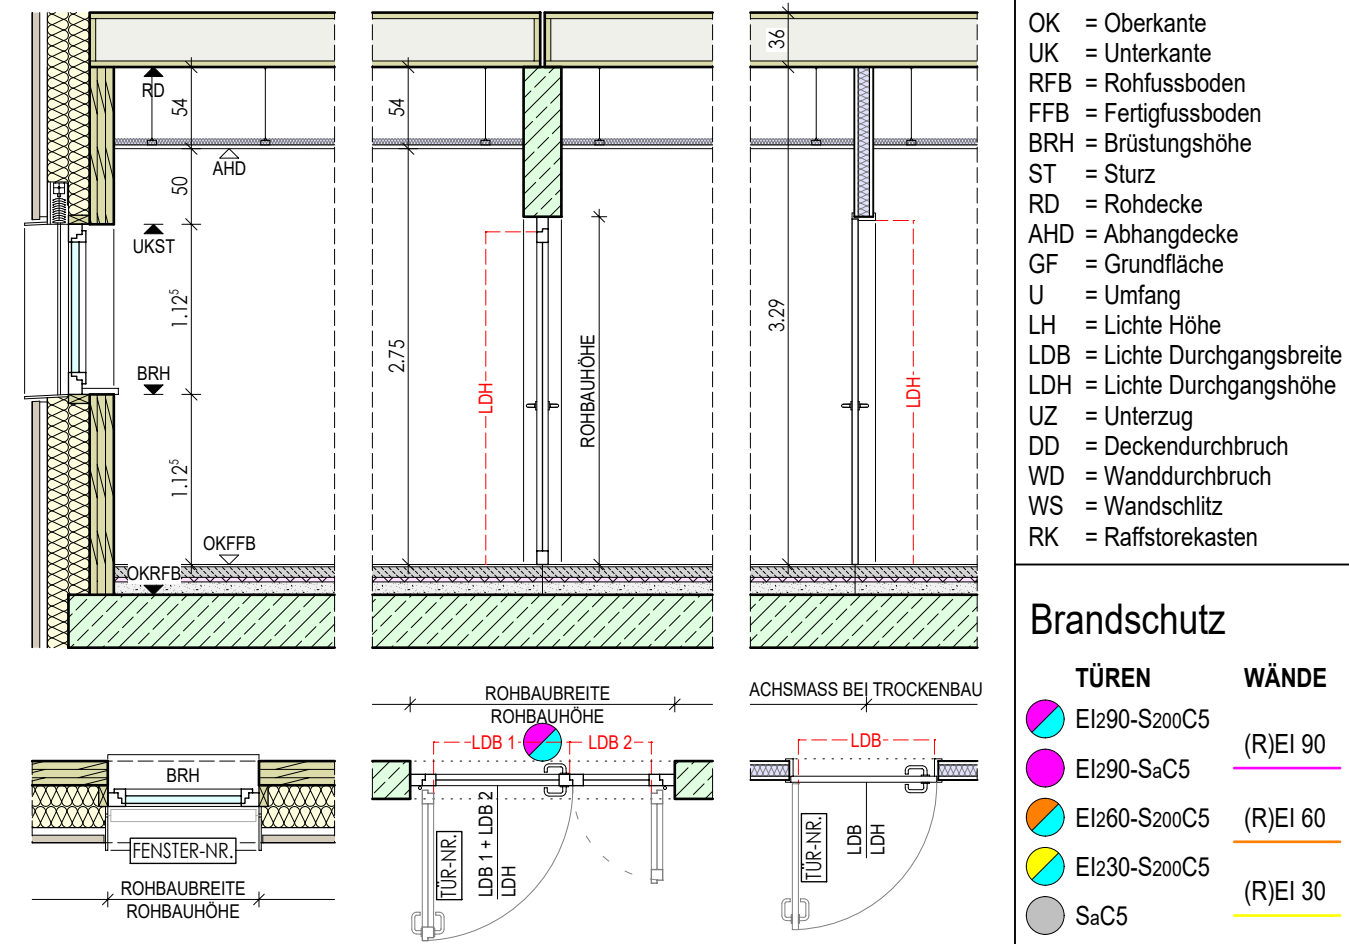 RD
54
AHD
50
UKST
1.12⁵
BRH
1.12⁵
OKFFB
OKRFB
54
2.75
LDH
ROHBAUHÖHE
36
3.29
LDH
BRH
FENSTER-NR.
ROHBAUBREITE
ROHBAUHÖHE
ROHBAUBREITE
ROHBAUHÖHE
LDB 1
LDB 2
TÜR-NR.
LDB 1 + LDB 2
LDH
ACHSMASS BEI TROCKENBAU
LDB
TÜR-NR.
LDB
LDH
OK = Oberkante
UK = Unterkante
RFB = Rohfussboden
FFB = Fertigfussboden
BRH = Brüstungshöhe
ST = Sturz
RD = Rohdecke
AHD = Abhangdecke
GF = Grundfläche
U = Umfang
LH = Lichte Höhe
LDB = Lichte Durchgangsbreite
LDH = Lichte Durchgangshöhe
UZ = Unterzug
DD = Deckendurchbruch
WD = Wanddurchbruch
WS = Wandschlitz
RK = Raffstorekasten
Brandschutz
TÜREN
EI290-S200C5
EI290-SaC5
EI260-S200C5
EI230-S200C5
SaC5
WÄNDE
(R)EI 90
(R)EI 60
(R)EI 30